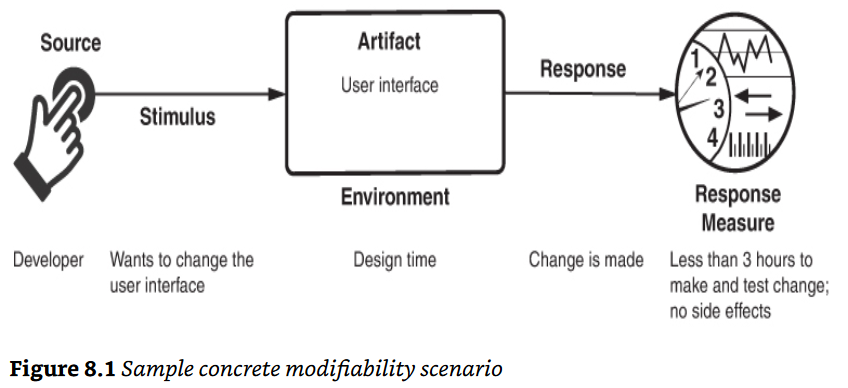 Source
Stimulus
Artifact
User interface
Environment
Response
1
2
3
4
Response
Measure
Developer
Wants to change the
user interface
Design time
Change is made
Less than 3 hours to
make and test change;
no side effects
Figure 8.1 Sample concrete modifiability scenario